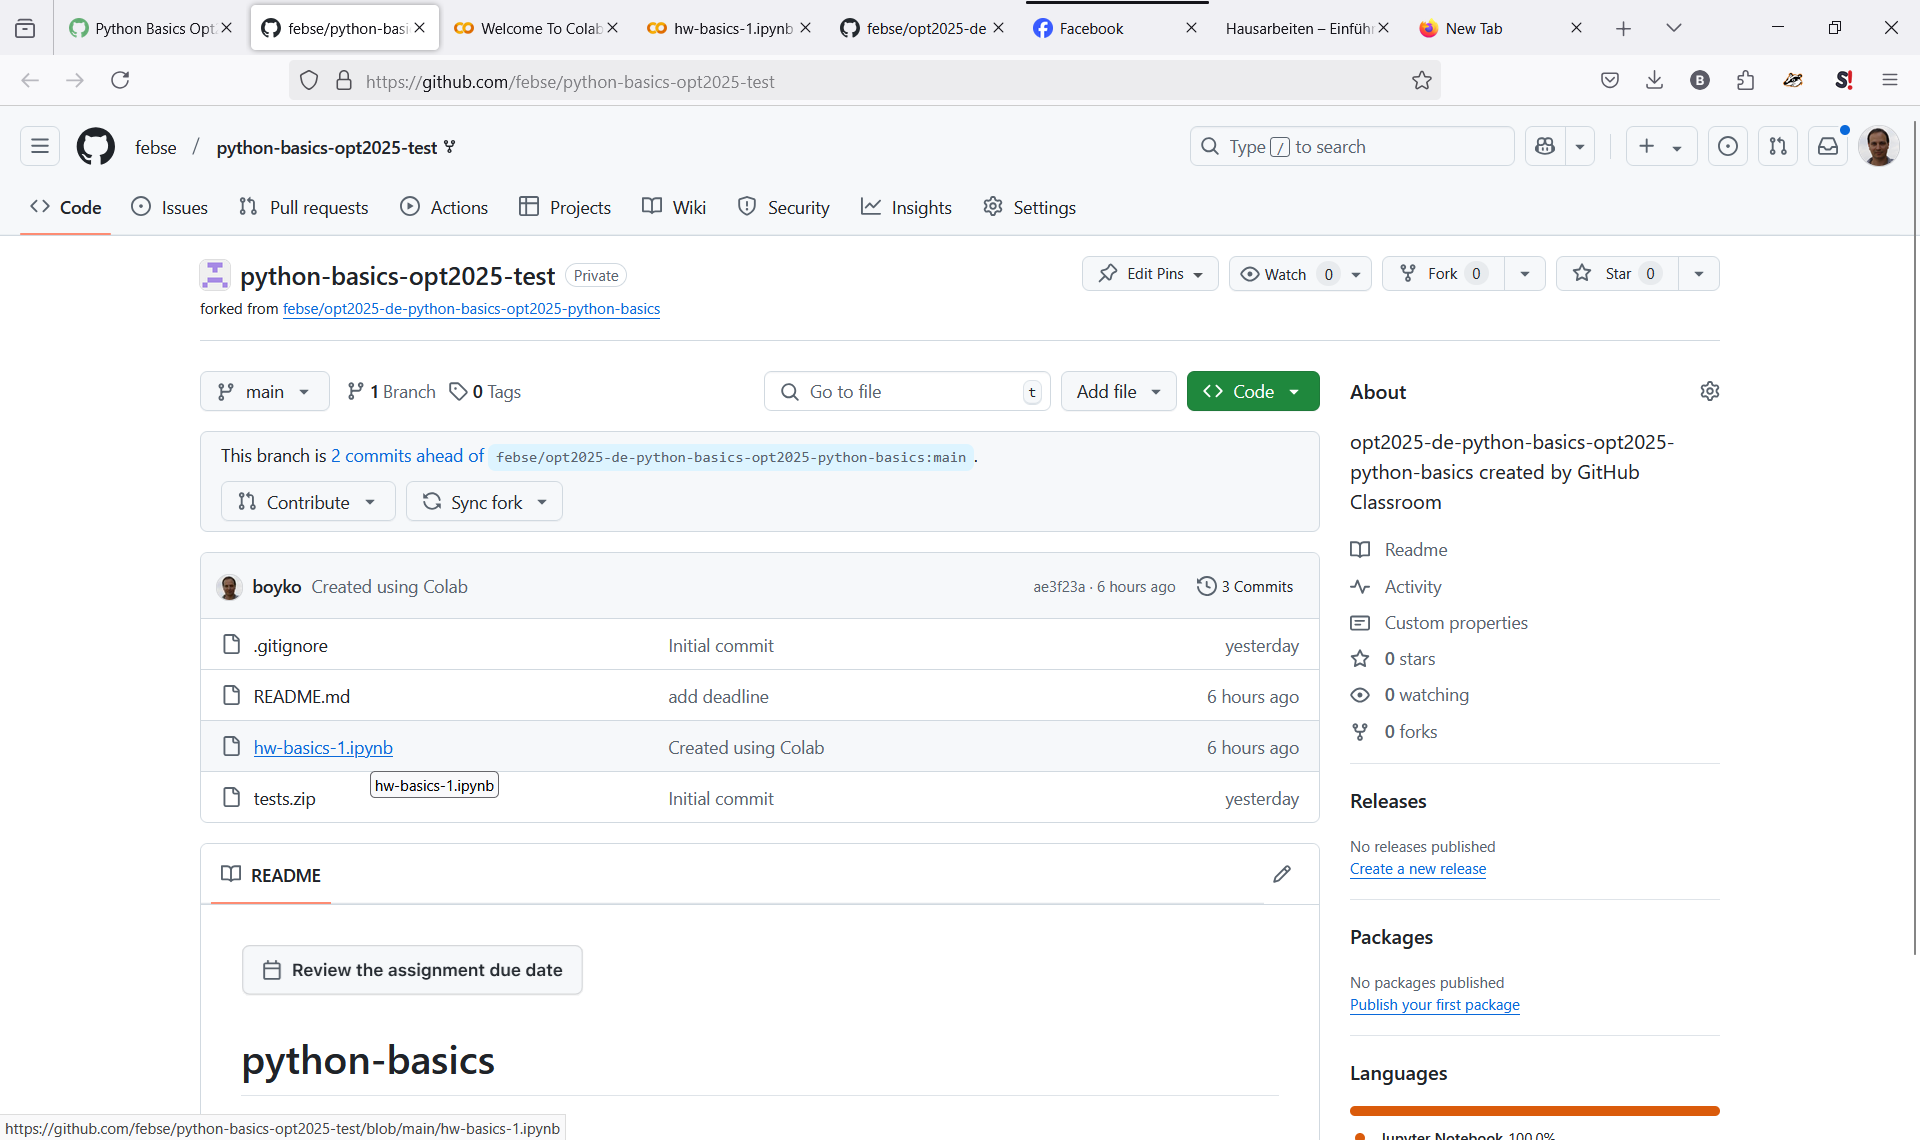 Python Basics Opt
febse/python-basi
Welcome To Colab
hw-basics-1.ipynb
febse/opt2025-de
Facebook
Hausarbeiten – Einführ
New Tab
https://github.com/febse/python-basics-opt2025-test
febse / python-basics-opt2025-test
Type / to search
Code
Issues
Pull requests
Actions
Projects
Wiki
Security
Insights
Settings
python-basics-opt2025-test Private
Edit Pins
Watch 0
Fork 0
Star 0
forked from febse/opt2025-de-python-basics-opt2025-python-basics
main
1 Branch
0 Tags
Go to file t
Add file
Code
This branch is 2 commits ahead of febse/opt2025-de-python-basics-opt2025-python-basics:main .
Contribute
Sync fork
boyko Created using Colab ae3f23a · 6 hours ago 3 Commits
.gitignore Initial commit yesterday
README.md add deadline 6 hours ago
hw-basics-1.ipynb Created using Colab 6 hours ago
hw-basics-1.ipynb
tests.zip Initial commit yesterday
README
Review the assignment due date
python-basics
About
opt2025-de-python-basics-opt2025-
python-basics created by GitHub
Classroom
Readme
Activity
Custom properties
0 stars
0 watching
0 forks
Releases
No releases published
Create a new release
Packages
No packages published
Publish your first package
Languages
Jupyter Notebook 100.0%
https://github.com/febse/python-basics-opt2025-test/blob/main/hw-basics-1.ipynb